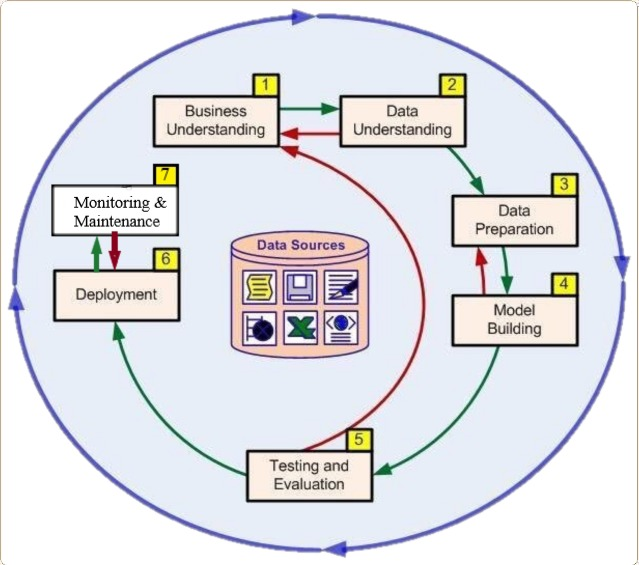 1
Business
Understanding
2
Data
Understanding
3
Data
Preparation
4
Model
Building
5
Testing and
Evaluation
6
Deployment
7
Monitoring &
Maintenance
Data Sources